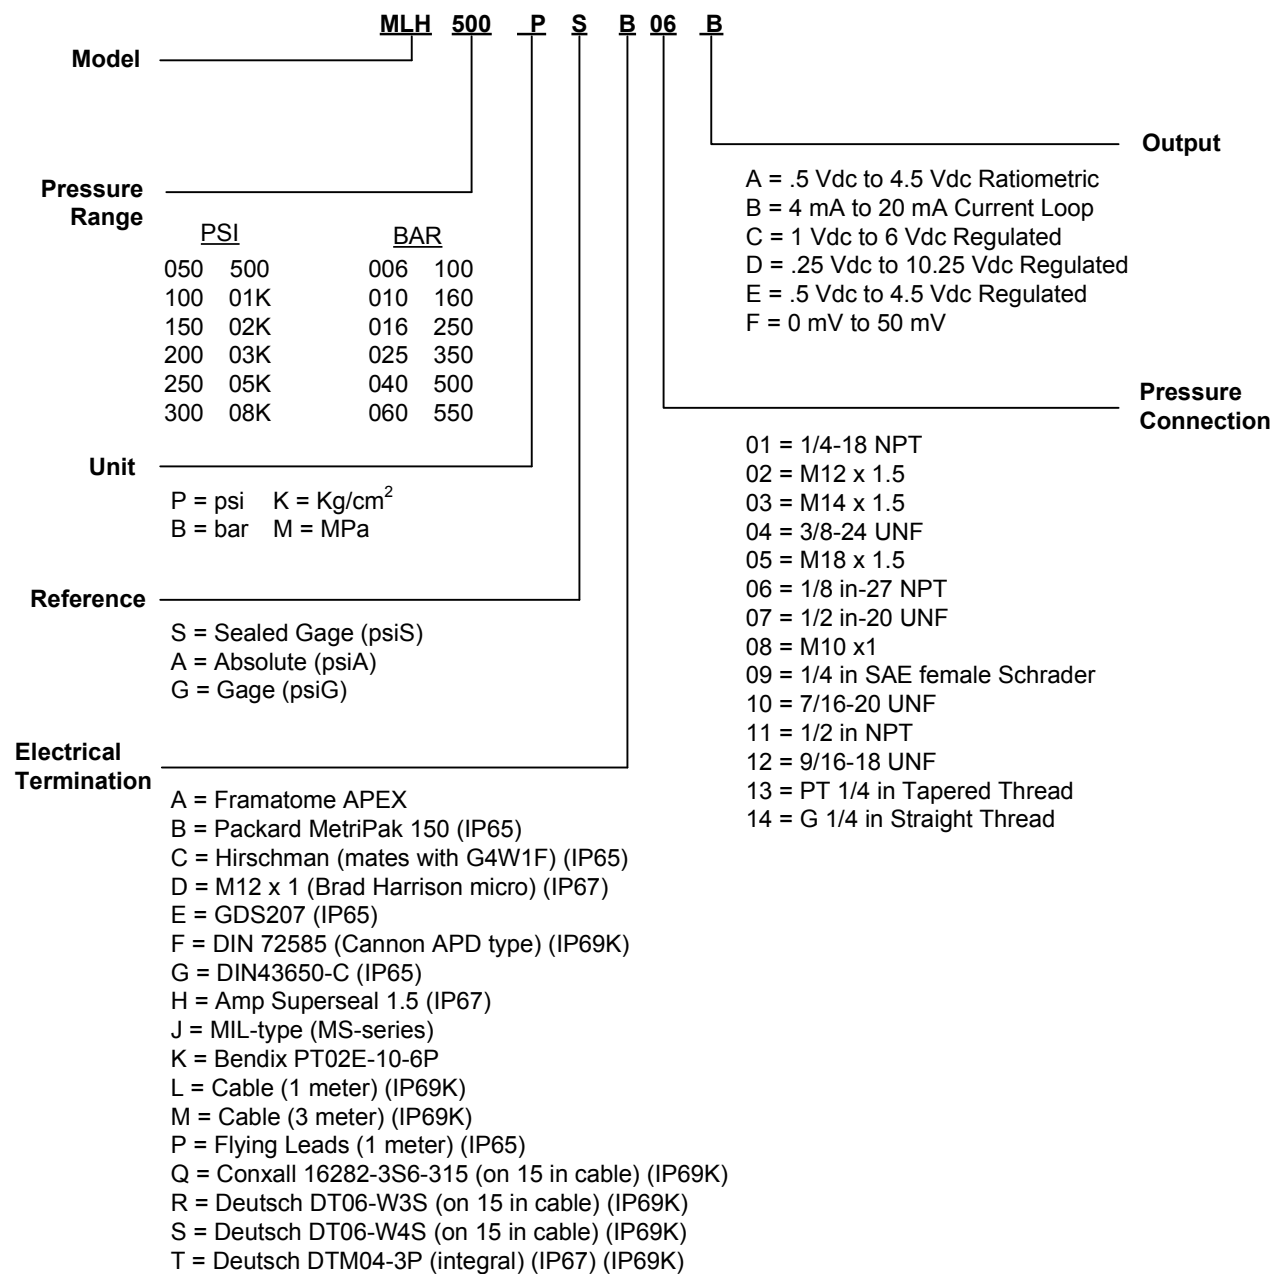 MLH 500 P S B 06 B
Model
Pressure
Range
PSI BAR
050 500 006 100
100 01K 010 160
150 02K 016 250
200 03K 025 350
250 05K 040 500
300 08K 060 550
Unit
P = psi K = Kg/cm²
B = bar M = MPa
Reference
S = Sealed Gage (psiS)
A = Absolute (psiA)
G = Gage (psiG)
Electrical
Termination
A = Framatome APEX
B = Packard MetriPak 150 (IP65)
C = Hirschman (mates with G4W1F) (IP65)
D = M12 x 1 (Brad Harrison micro) (IP67)
E = GDS207 (IP65)
F = DIN 72585 (Cannon APD type) (IP69K)
G = DIN43650-C (IP65)
H = Amp Superseal 1.5 (IP67)
J = MIL-type (MS-series)
K = Bendix PT02E-10-6P
L = Cable (1 meter) (IP69K)
M = Cable (3 meter) (IP69K)
P = Flying Leads (1 meter) (IP65)
Q = Conxall 16282-3S6-315 (on 15 in cable) (IP69K)
R = Deutsch DT06-W3S (on 15 in cable) (IP69K)
S = Deutsch DT06-W4S (on 15 in cable) (IP69K)
T = Deutsch DTM04-3P (integral) (IP67) (IP69K)
Output
A = .5 Vdc to 4.5 Vdc Ratiometric
B = 4 mA to 20 mA Current Loop
C = 1 Vdc to 6 Vdc Regulated
D = .25 Vdc to 10.25 Vdc Regulated
E = .5 Vdc to 4.5 Vdc Regulated
F = 0 mV to 50 mV
Pressure
Connection
01 = 1/4-18 NPT
02 = M12 x 1.5
03 = M14 x 1.5
04 = 3/8-24 UNF
05 = M18 x 1.5
06 = 1/8 in-27 NPT
07 = 1/2 in-20 UNF
08 = M10 x1
09 = 1/4 in SAE female Schrader
10 = 7/16-20 UNF
11 = 1/2 in NPT
12 = 9/16-18 UNF
13 = PT 1/4 in Tapered Thread
14 = G 1/4 in Straight Thread